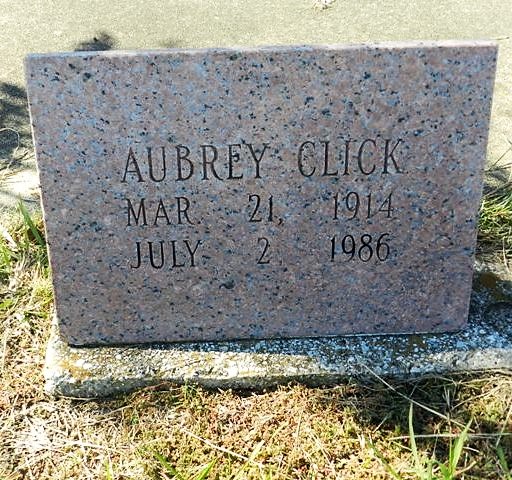 AUBREY CLICK
MAR. 21, 1914
JULY 2, 1986